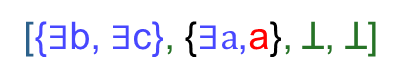 [{∃b, ∃c}, {∃a,a}, ⊥, ⊥]